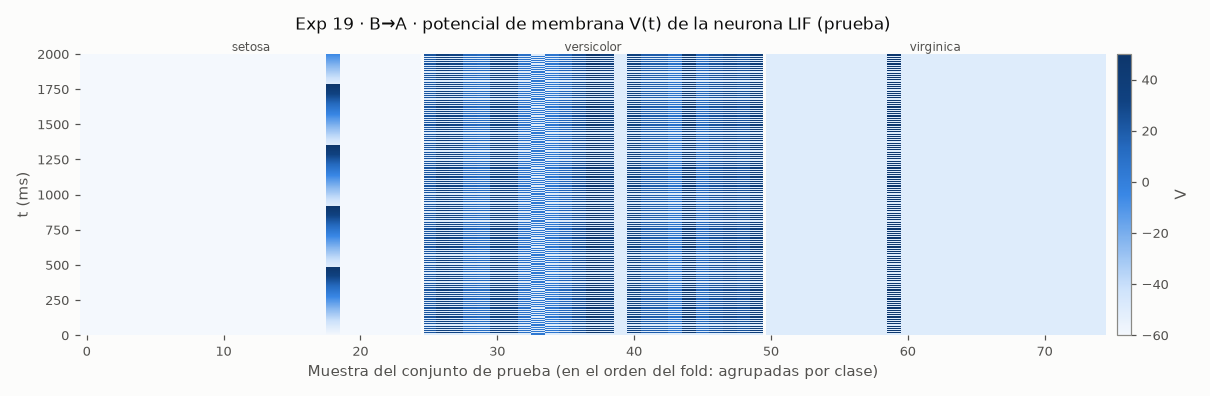 Exp 19 · B→A · potencial de membrana V(t) de la neurona LIF (prueba)
setosa versicolor virginica
2000
1750
1500
1250
1000
750
500
250
0
t (ms)
0 10 20 30 40 50 60 70
Muestra del conjunto de prueba (en el orden del fold: agrupadas por clase)
40
20
0
−20
−40
−60
V